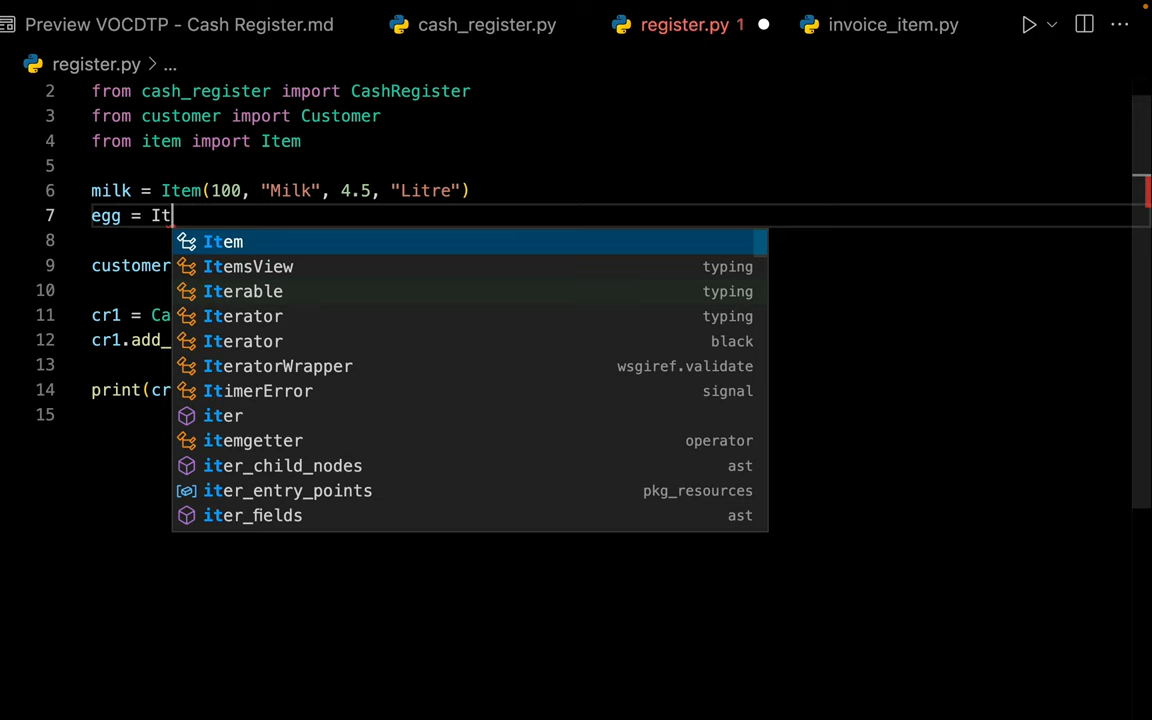 Preview VOCDTP - Cash Register.md cash_register.py register.py 1 invoice_item.py
register.py > ...
2 from cash_register import CashRegister
3 from customer import Customer
4 from item import Item
5
6 milk = Item(100, "Milk", 4.5, "Litre")
7 egg = It
8 Item
ItemsView typing
9 customer
10 Iterable typing
11 cr1 = Ca Iterator typing
12 cr1.add_ Iterator black
13 IteratorWrapper wsgiref.validate
14 print(cr ItimerError signal
15 iter
itemgetter operator
iter_child_nodes ast
iter_entry_points pkg_resources
iter_fields ast